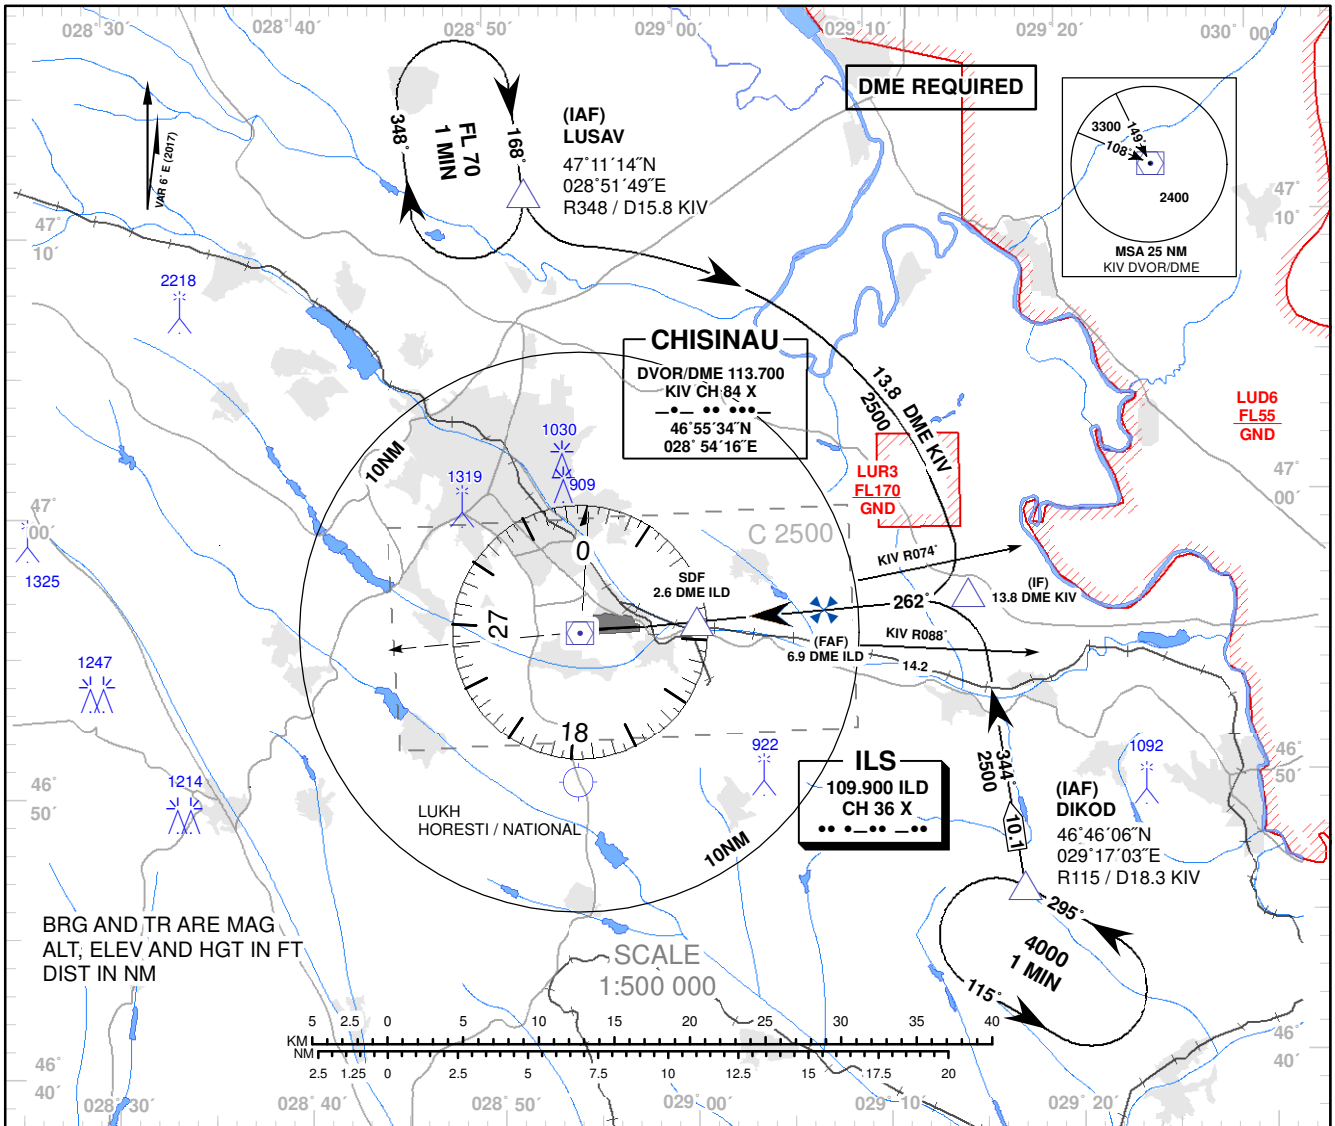 028˚30´
028˚40´
028˚50´
029˚00´
029˚10´
029˚20´
030˚00´
DME REQUIRED
3300
149˚
108˚
2400
MSA 25 NM
KIV DVOR/DME
VAR 6˚ E (2017)
348˚
FL 70
1 MIN
168˚
(IAF)
LUSAV
47˚11´14˝N
028˚51´49˝E
R348 / D15.8 KIV
47˚
10´
47˚
10´
2218
CHISINAU
DVOR/DME 113.700
KIV CH 84 X
46˚55´34˝N
028˚ 54´16˝E
13.8 DME KIV
2500
LUD6
FL55
GND
LUR3
FL170
GND
1030
909
1319
10NM
47˚
00´
47˚
00´
1325
C 2500
KIV R074˚
SDF
2.6 DME ILD
262˚
(IF)
13.8 DME KIV
(FAF)
6.9 DME ILD
KIV R088˚
14.2
0
27
18
1247
1214
922
1092
ILS
109.900 ILD
CH 36 X
344˚
2500
10.1
(IAF)
DIKOD
46˚46´06˝N
029˚17´03˝E
R115 / D18.3 KIV
46˚
50´
46˚
50´
LUKH
HORESTI / NATIONAL
10NM
295˚
4000
1 MIN
115˚
BRG AND TR ARE MAG
ALT, ELEV AND HGT IN FT
DIST IN NM
SCALE
1:500 000
5 2.5 0 5 10 15 20 25 30 35 40
KM
NM
2.5 1.25 0 2.5 5 7.5 10 12.5 15 17.5 20
46˚
40´
46˚
40´
028˚30´
028˚40´
028˚50´
029˚00´
029˚10´
029˚20´